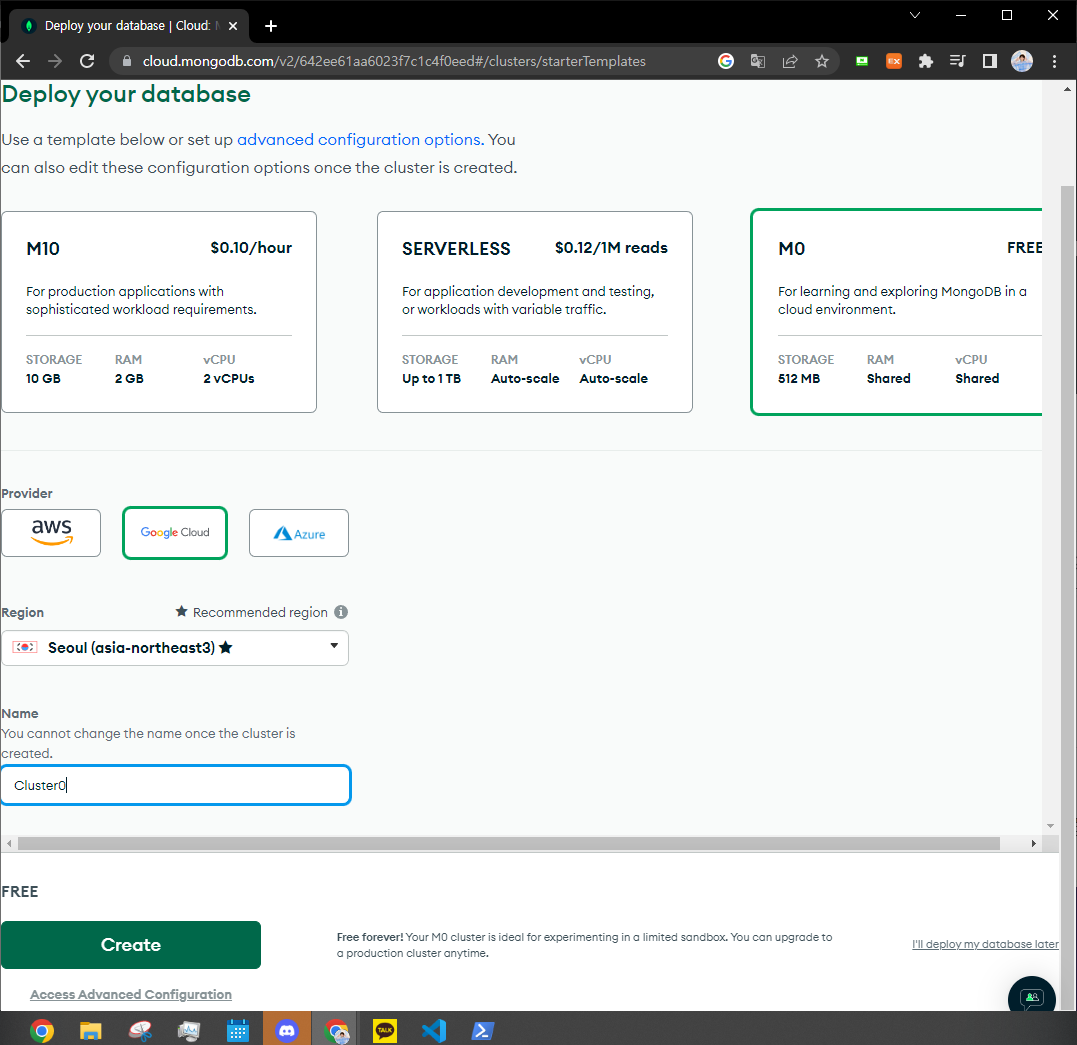 Deploy your database | Cloud:
cloud.mongodb.com/v2/642ee61aa6023f7c1c4f0eed#/clusters/starterTemplates
Deploy your database
Use a template below or set up advanced configuration options. You
can also edit these configuration options once the cluster is created.
M10 $0.10/hour
For production applications with
sophisticated workload requirements.
STORAGE RAM vCPU
10 GB 2 GB 2 vCPUs
SERVERLESS $0.12/1M reads
For application development and testing,
or workloads with variable traffic.
STORAGE RAM vCPU
Up to 1 TB Auto-scale Auto-scale
M0 FREE
For learning and exploring MongoDB in a
cloud environment.
STORAGE RAM vCPU
512 MB Shared Shared
Provider
aws
Google Cloud
Azure
Region ★ Recommended region
Seoul (asia-northeast3) ★
Name
You cannot change the name once the cluster is
created.
Cluster0
FREE
Create
Free forever! Your M0 cluster is ideal for experimenting in a limited sandbox. You can upgrade to
a production cluster anytime.
I'll deploy my database later
Access Advanced Configuration
TALK